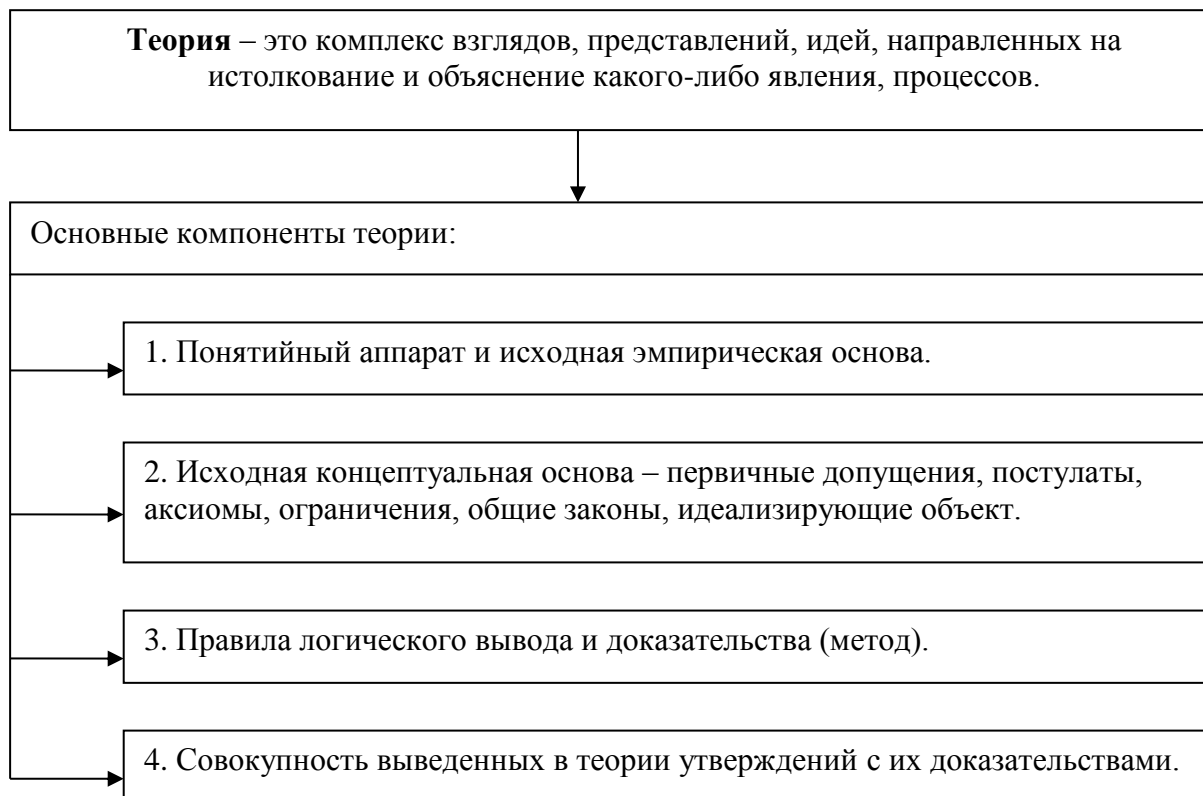 Теория – это комплекс взглядов, представлений, идей, направленных на
истолкование и объяснение какого-либо явления, процессов.
Основные компоненты теории:
1. Понятийный аппарат и исходная эмпирическая основа.
2. Исходная концептуальная основа – первичные допущения, постулаты,
аксиомы, ограничения, общие законы, идеализирующие объект.
3. Правила логического вывода и доказательства (метод).
4. Совокупность выведенных в теории утверждений с их доказательствами.